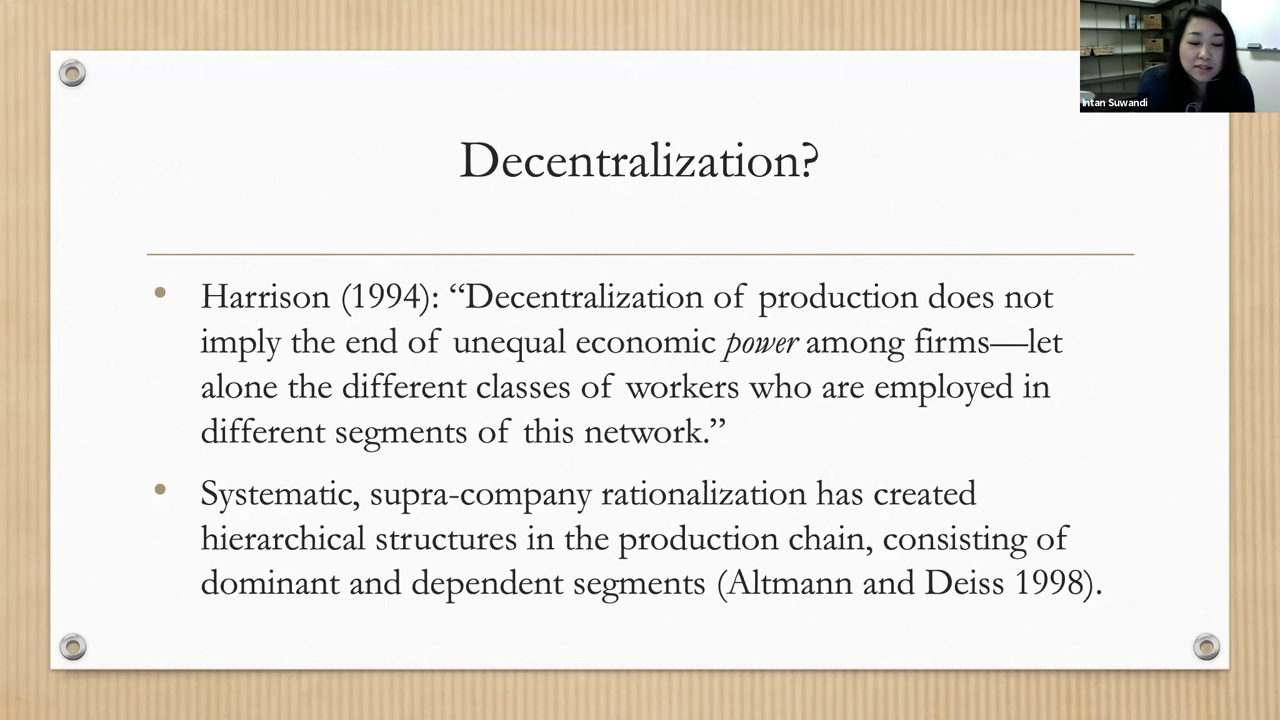 Intan Suwandi
Decentralization?
• Harrison (1994): “Decentralization of production does not
imply the end of unequal economic power among firms—let
alone the different classes of workers who are employed in
different segments of this network.”
• Systematic, supra-company rationalization has created
hierarchical structures in the production chain, consisting of
dominant and dependent segments (Altmann and Deiss 1998).